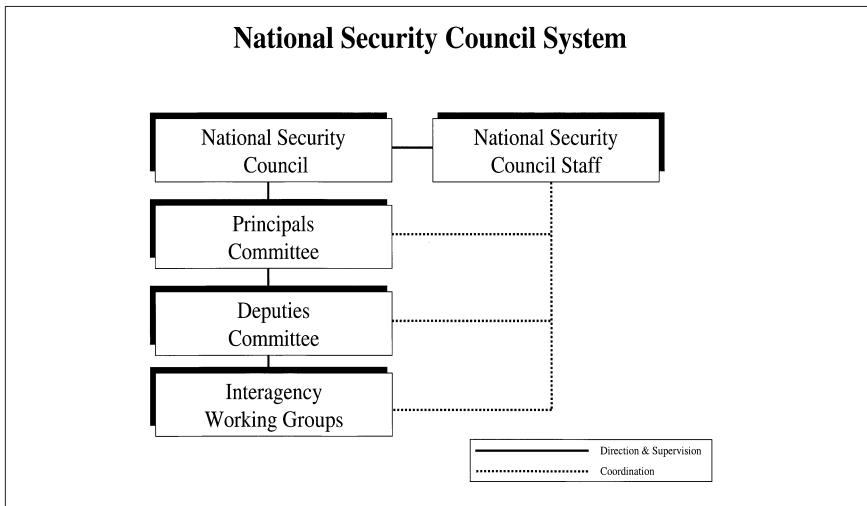 National Security Council System
National Security
Council
National Security
Council Staff
Principals
Committee
Deputies
Committee
Interagency
Working Groups
Direction & Supervision
Coordination